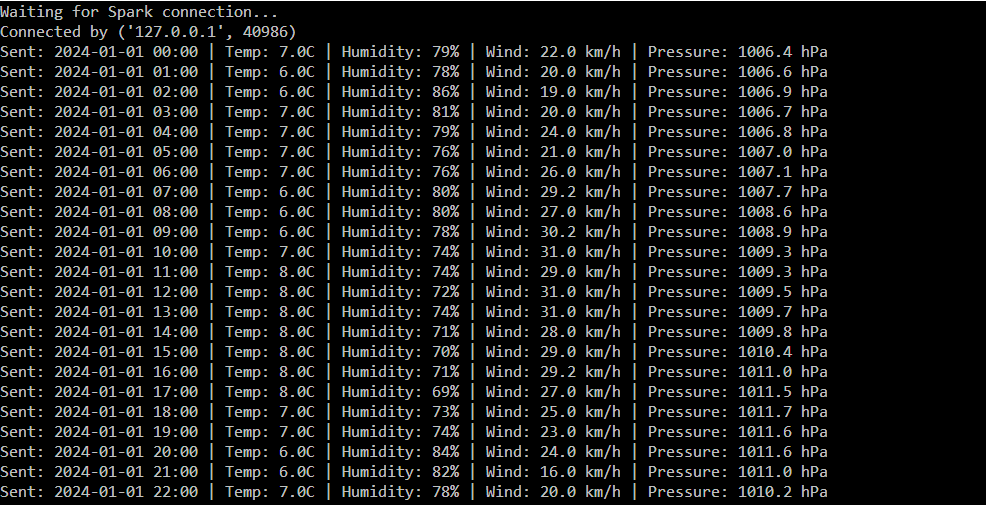 Waiting for Spark connection...
Connected by ('127.0.0.1', 40986)
Sent: 2024-01-01 00:00 | Temp: 7.0C | Humidity: 79% | Wind: 22.0 km/h | Pressure: 1006.4 hPa
Sent: 2024-01-01 01:00 | Temp: 6.0C | Humidity: 78% | Wind: 20.0 km/h | Pressure: 1006.6 hPa
Sent: 2024-01-01 02:00 | Temp: 6.0C | Humidity: 86% | Wind: 19.0 km/h | Pressure: 1006.9 hPa
Sent: 2024-01-01 03:00 | Temp: 7.0C | Humidity: 81% | Wind: 20.0 km/h | Pressure: 1006.7 hPa
Sent: 2024-01-01 04:00 | Temp: 7.0C | Humidity: 79% | Wind: 24.0 km/h | Pressure: 1006.8 hPa
Sent: 2024-01-01 05:00 | Temp: 7.0C | Humidity: 76% | Wind: 21.0 km/h | Pressure: 1007.0 hPa
Sent: 2024-01-01 06:00 | Temp: 7.0C | Humidity: 76% | Wind: 26.0 km/h | Pressure: 1007.1 hPa
Sent: 2024-01-01 07:00 | Temp: 6.0C | Humidity: 80% | Wind: 29.2 km/h | Pressure: 1007.7 hPa
Sent: 2024-01-01 08:00 | Temp: 6.0C | Humidity: 80% | Wind: 27.0 km/h | Pressure: 1008.6 hPa
Sent: 2024-01-01 09:00 | Temp: 6.0C | Humidity: 78% | Wind: 30.2 km/h | Pressure: 1008.9 hPa
Sent: 2024-01-01 10:00 | Temp: 7.0C | Humidity: 74% | Wind: 31.0 km/h | Pressure: 1009.3 hPa
Sent: 2024-01-01 11:00 | Temp: 8.0C | Humidity: 74% | Wind: 29.0 km/h | Pressure: 1009.3 hPa
Sent: 2024-01-01 12:00 | Temp: 8.0C | Humidity: 72% | Wind: 31.0 km/h | Pressure: 1009.5 hPa
Sent: 2024-01-01 13:00 | Temp: 8.0C | Humidity: 74% | Wind: 31.0 km/h | Pressure: 1009.7 hPa
Sent: 2024-01-01 14:00 | Temp: 8.0C | Humidity: 71% | Wind: 28.0 km/h | Pressure: 1009.8 hPa
Sent: 2024-01-01 15:00 | Temp: 8.0C | Humidity: 70% | Wind: 29.0 km/h | Pressure: 1010.4 hPa
Sent: 2024-01-01 16:00 | Temp: 8.0C | Humidity: 71% | Wind: 29.2 km/h | Pressure: 1011.0 hPa
Sent: 2024-01-01 17:00 | Temp: 8.0C | Humidity: 69% | Wind: 27.0 km/h | Pressure: 1011.5 hPa
Sent: 2024-01-01 18:00 | Temp: 7.0C | Humidity: 73% | Wind: 25.0 km/h | Pressure: 1011.7 hPa
Sent: 2024-01-01 19:00 | Temp: 7.0C | Humidity: 74% | Wind: 23.0 km/h | Pressure: 1011.6 hPa
Sent: 2024-01-01 20:00 | Temp: 6.0C | Humidity: 84% | Wind: 24.0 km/h | Pressure: 1011.6 hPa
Sent: 2024-01-01 21:00 | Temp: 6.0C | Humidity: 82% | Wind: 16.0 km/h | Pressure: 1011.0 hPa
Sent: 2024-01-01 22:00 | Temp: 7.0C | Humidity: 78% | Wind: 20.0 km/h | Pressure: 1010.2 hPa